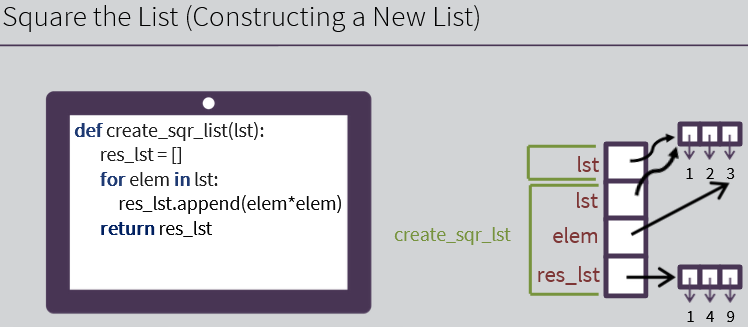 Square the List (Constructing a New List)
def create_sqr_list(lst):
res_lst = []
for elem in lst:
res_lst.append(elem*elem)
return res_lst
lst
1 2 3
lst
create_sqr_lst
elem
res_lst
1 4 9